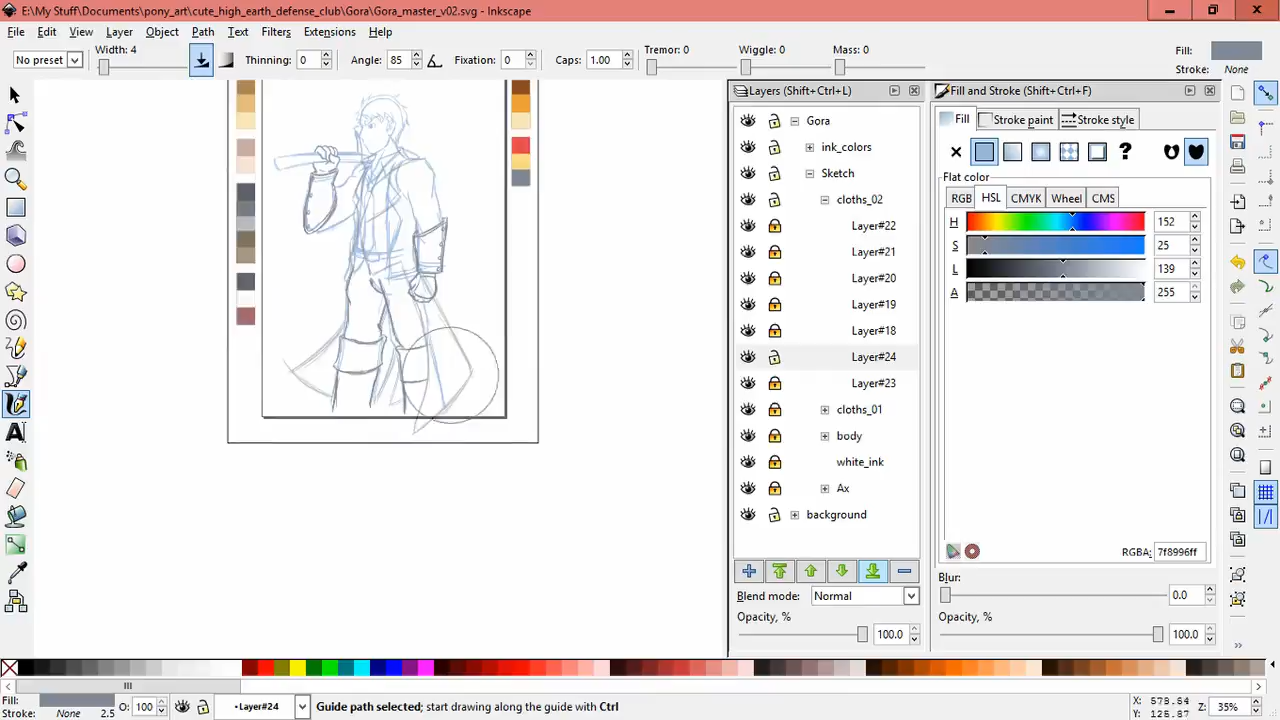 E:\My Stuff\Documents\pony_art\cute_high_earth_defense_club\Gora\Gora_master_v02.svg - Inkscape
File Edit View Layer Object Path Text Filters Extensions Help
No preset Width: 4 Thinning: 0 Angle: 85 Fixation: 0 Caps: 1.00 Tremor: 0 Wiggle: 0 Mass: 0 Fill: Stroke: None
Layers (Shift+Ctrl+L)
Gora
ink_colors
Sketch
cloths_02
Layer#22
Layer#21
Layer#20
Layer#19
Layer#18
Layer#24
Layer#23
cloths_01
body
white_ink
Ax
background
Blend mode: Normal
Opacity, %
100.0
Fill and Stroke (Shift+Ctrl+F)
Fill Stroke paint Stroke style
Flat color
RGB HSL CMYK Wheel CMS
H 152
S 25
L 139
A 255
RGBA: 7f8996ff
Blur:
0.0
Opacity, %
100.0
Fill: O: 100 Layer#24 Guide path selected; start drawing along the guide with Ctrl X: 578.64 Z: 35%
Stroke: None 2.5 Y: 125.87